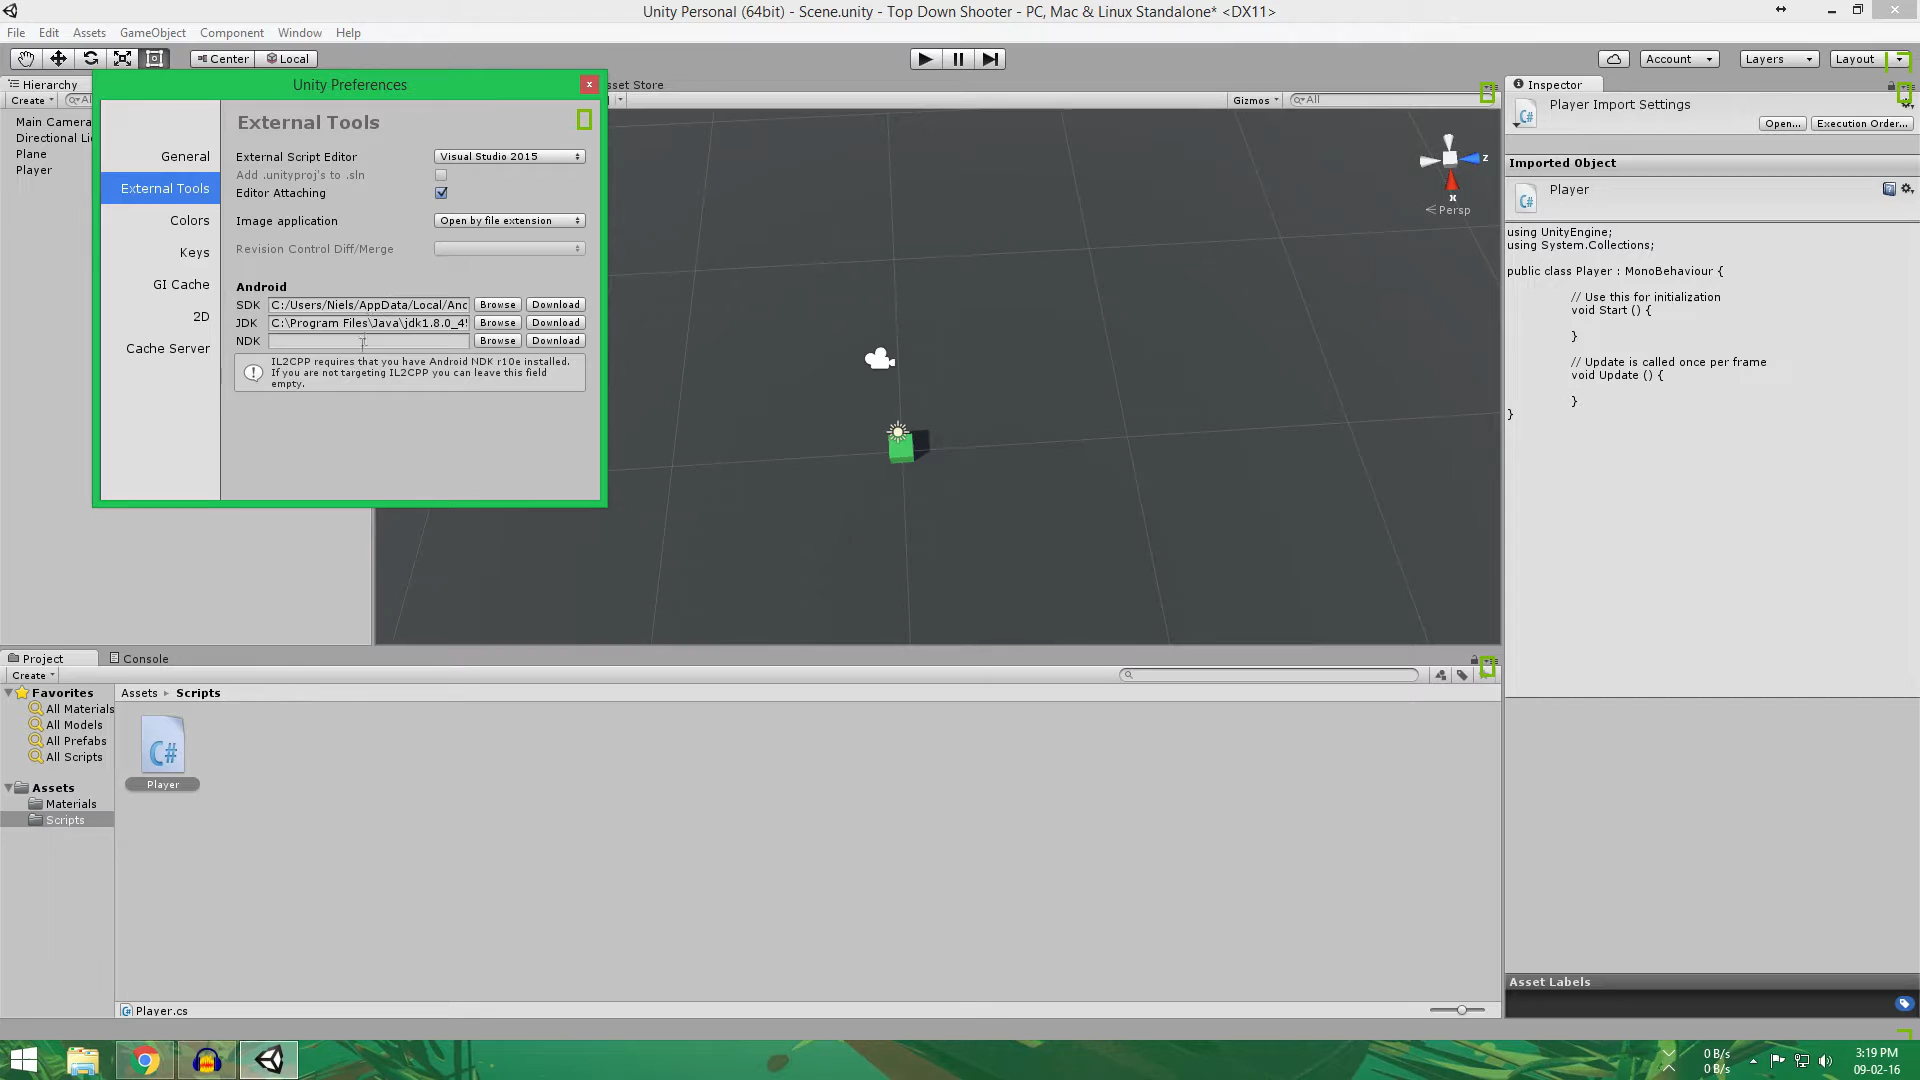 Unity Personal (64bit) - Scene.unity - Top Down Shooter - PC, Mac & Linux Standalone* <DX11>
File Edit Assets GameObject Component Window Help
Center Local Account Layers Layout
Hierarchy
Create
Main Camera
Directional Li
Plane
Player
Unity Preferences
General
External Tools
Colors
Keys
GI Cache
2D
Cache Server
External Tools
External Script Editor Visual Studio 2015
Add .unityproj's to .sln
Editor Attaching
Image application Open by file extension
Revision Control Diff/Merge
Android
SDK C:/Users/Niels/AppData/Local/And Browse Download
JDK C:\Program Files\Java\jdk1.8.0_4 Browse Download
NDK Browse Download
IL2CPP requires that you have Android NDK r10e installed.
If you are not targeting IL2CPP you can leave this field
empty.
sset Store
Gizmos All
z
x
Persp
Inspector
Player Import Settings
Open... Execution Order...
Imported Object
Player
using UnityEngine;
using System.Collections;
public class Player : MonoBehaviour {
// Use this for initialization
void Start () {
}
// Update is called once per frame
void Update () {
}
}
Asset Labels
Project Console
Create
Favorites
All Materials
All Models
All Prefabs
All Scripts
Assets
Materials
Scripts
Assets Scripts
C#
Player
Player.cs
0 B/s
0 B/s
3:19 PM
09-02-16